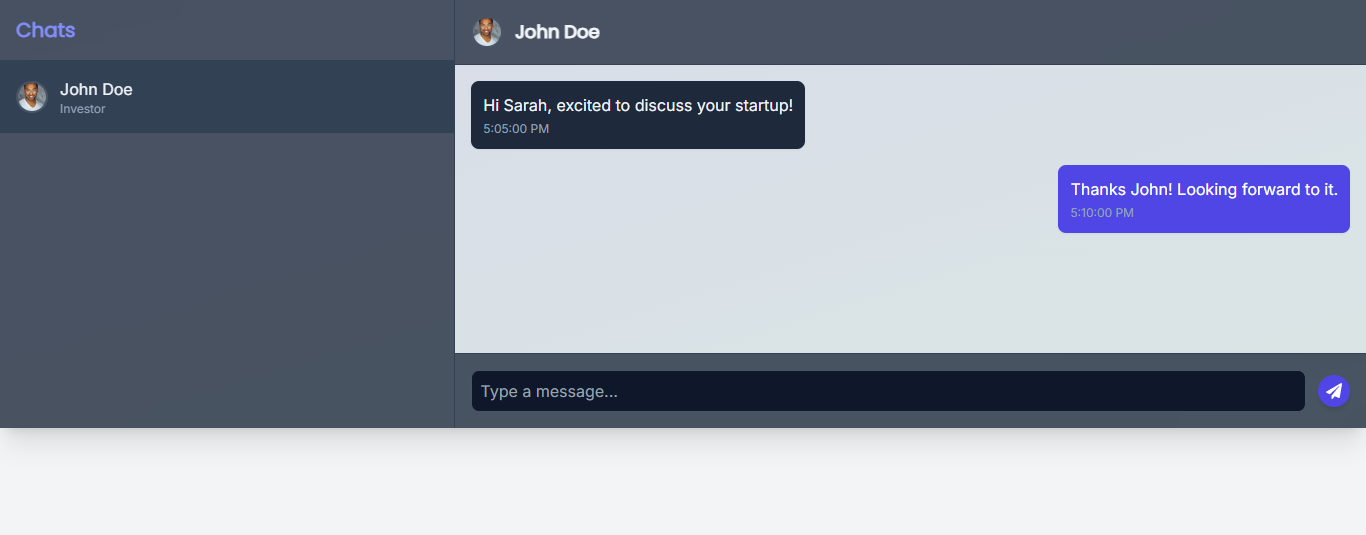 Chats
John Doe
Investor
John Doe
Hi Sarah, excited to discuss your startup!
5:05:00 PM
Thanks John! Looking forward to it.
5:10:00 PM
Type a message...